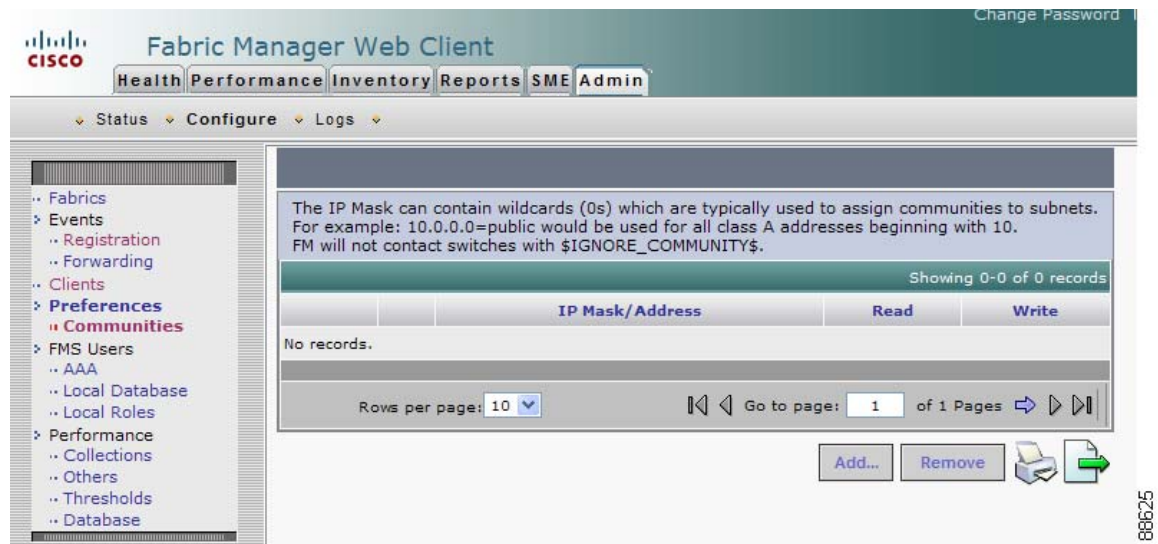 Change Password
CISCO
Fabric Manager Web Client
Health Performance Inventory Reports SME Admin
Status Configure Logs
Fabrics
Events
Registration
Forwarding
Clients
Preferences
Communities
FMS Users
AAA
Local Database
Local Roles
Performance
Collections
Others
Thresholds
Database
The IP Mask can contain wildcards (0s) which are typically used to assign communities to subnets.
For example: 10.0.0.0=public would be used for all class A addresses beginning with 10.
FM will not contact switches with $IGNORE_COMMUNITY$.
Showing 0-0 of 0 records
IP Mask/Address Read Write
No records.
Rows per page: 10 Go to page: 1 of 1 Pages
Add... Remove
88625